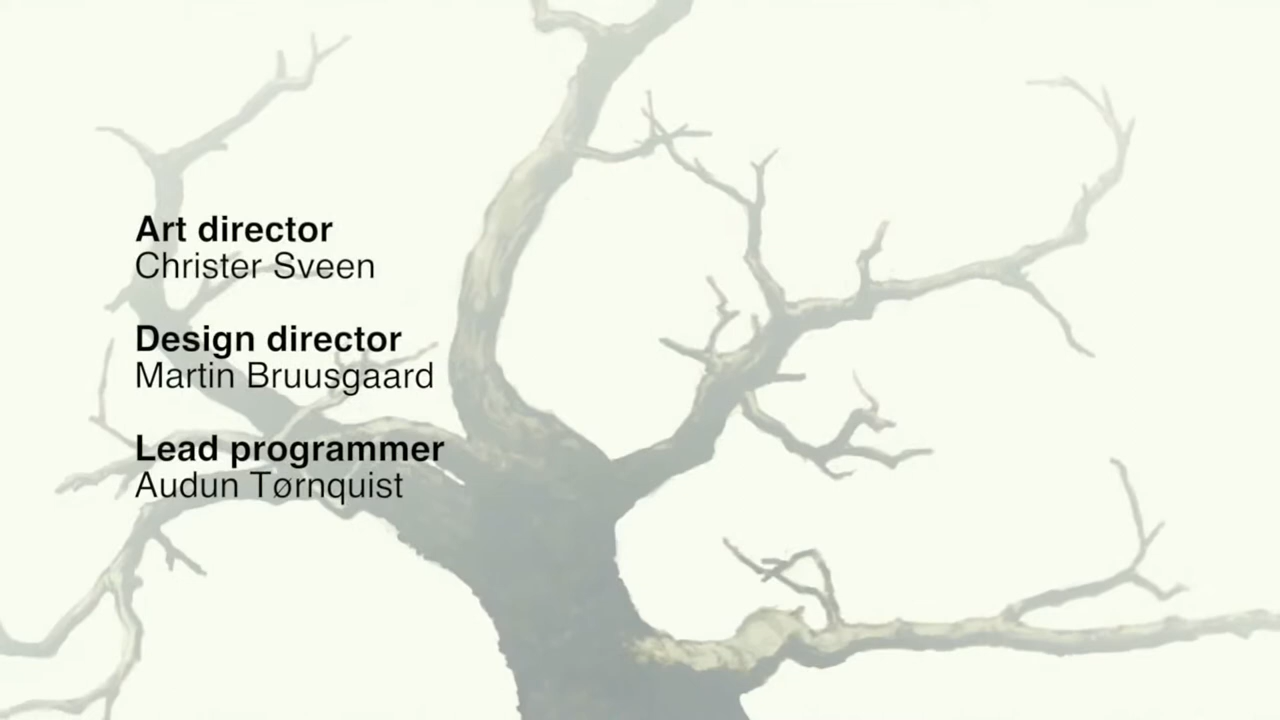 Art director
Christer Sveen
Design director
Martin Bruusgaard
Lead programmer
Audun Tørnquist